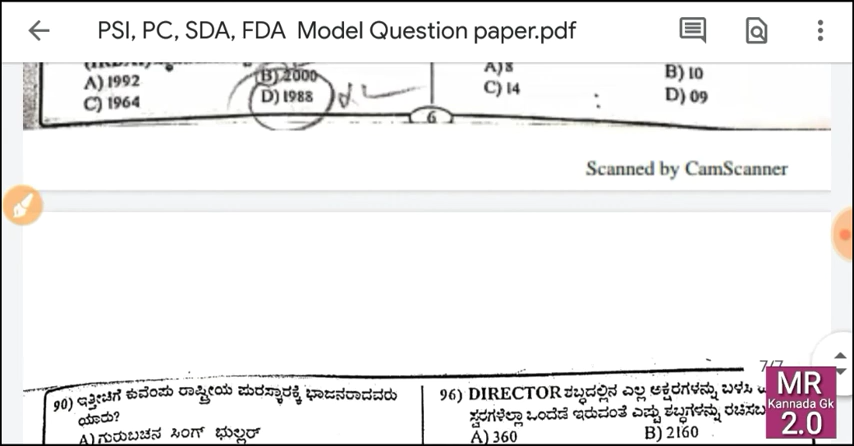 PSI, PC, SDA, FDA Model Question paper.pdf
A) 1992
B) 2000
C) 1964
D) 1988
A) 8
B) 10
C) 14
D) 09
6
Scanned by CamScanner
7/7
90) ಇತ್ತೀಚಿಗೆ ಕುವೆಂಪು ರಾಷ್ಟ್ರೀಯ ಪುರಸ್ಕಾರಕ್ಕೆ ಭಾಜನರಾದವರು
ಯಾರು?
A) ಗುರುಬಚನ ಸಿಂಗ್ ಭುಲ್ಲರ್
96) DIRECTOR ಶಬ್ದದಲ್ಲಿನ ಎಲ್ಲ ಅಕ್ಷರಗಳನ್ನು ಬಳಸಿ
ಸ್ವರಗಳೆಲ್ಲಾ ಒಂದೆಡೆ ಇರುವಂತೆ ಎಷ್ಟು ಶಬ್ದಗಳನ್ನು
A) 360
B) 2160
MR
Kannada Gk
2.0